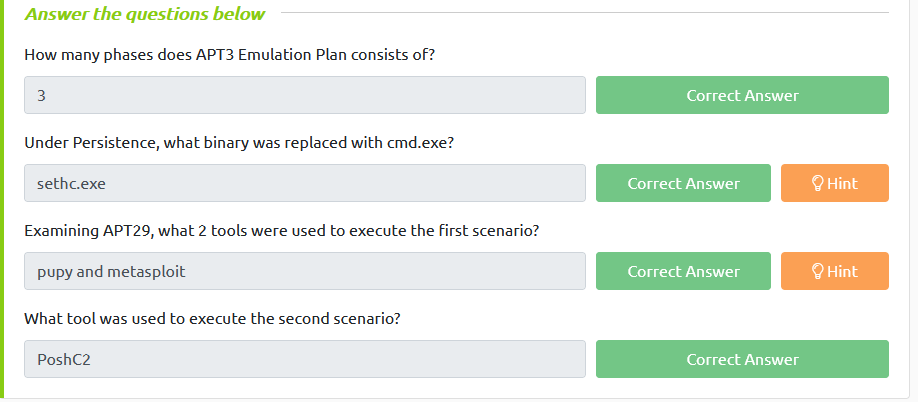 Answer the questions below
How many phases does APT3 Emulation Plan consists of?
3 Correct Answer
Under Persistence, what binary was replaced with cmd.exe?
sethc.exe Correct Answer Hint
Examining APT29, what 2 tools were used to execute the first scenario?
pupy and metasploit Correct Answer Hint
What tool was used to execute the second scenario?
PoshC2 Correct Answer